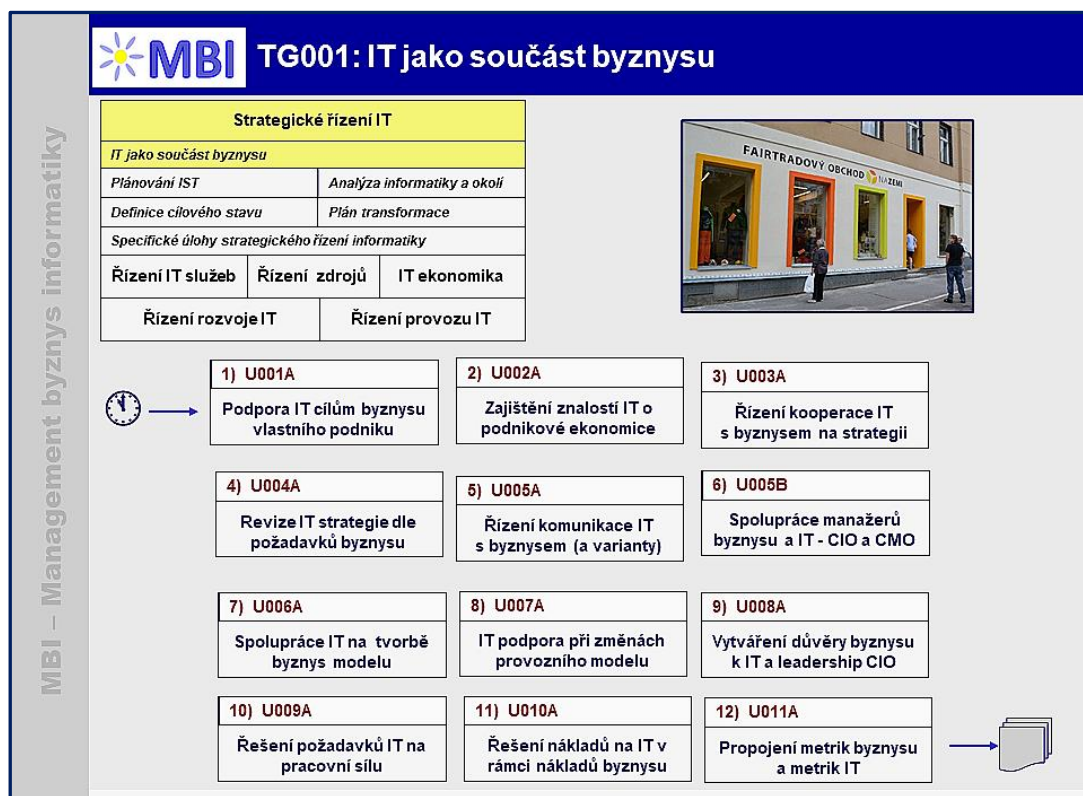 MBI – Management byznys informatiky
MBI
TG001: IT jako součást byznysu
Strategické řízení IT
IT jako součást byznysu
Plánování IST
Analýza informatiky a okolí
Definice cílového stavu
Plán transformace
Specifické úlohy strategického řízení informatiky
Řízení IT služeb
Řízení zdrojů
IT ekonomika
Řízení rozvoje IT
Řízení provozu IT
FAIRTRADOVÝ OBCHOD NAZEMI
1) U001A
Podpora IT cílům byznysu
vlastního podniku
2) U002A
Zajištění znalostí IT o
podnikové ekonomice
3) U003A
Řízení kooperace IT
s byznysem na strategii
4) U004A
Revize IT strategie dle
požadavků byznysu
5) U005A
Řízení komunikace IT
s byznysem (a varianty)
6) U005B
Spolupráce manažerů
byznysu a IT - CIO a CMO
7) U006A
Spolupráce IT na tvorbě
byznys modelu
8) U007A
IT podpora při změnách
provozního modelu
9) U008A
Vytváření důvěry byznysu
k IT a leadership CIO
10) U009A
Řešení požadavků IT na
pracovní sílu
11) U010A
Řešení nákladů na IT v
rámci nákladů byznysu
12) U011A
Propojení metrik byznysu
a metrik IT